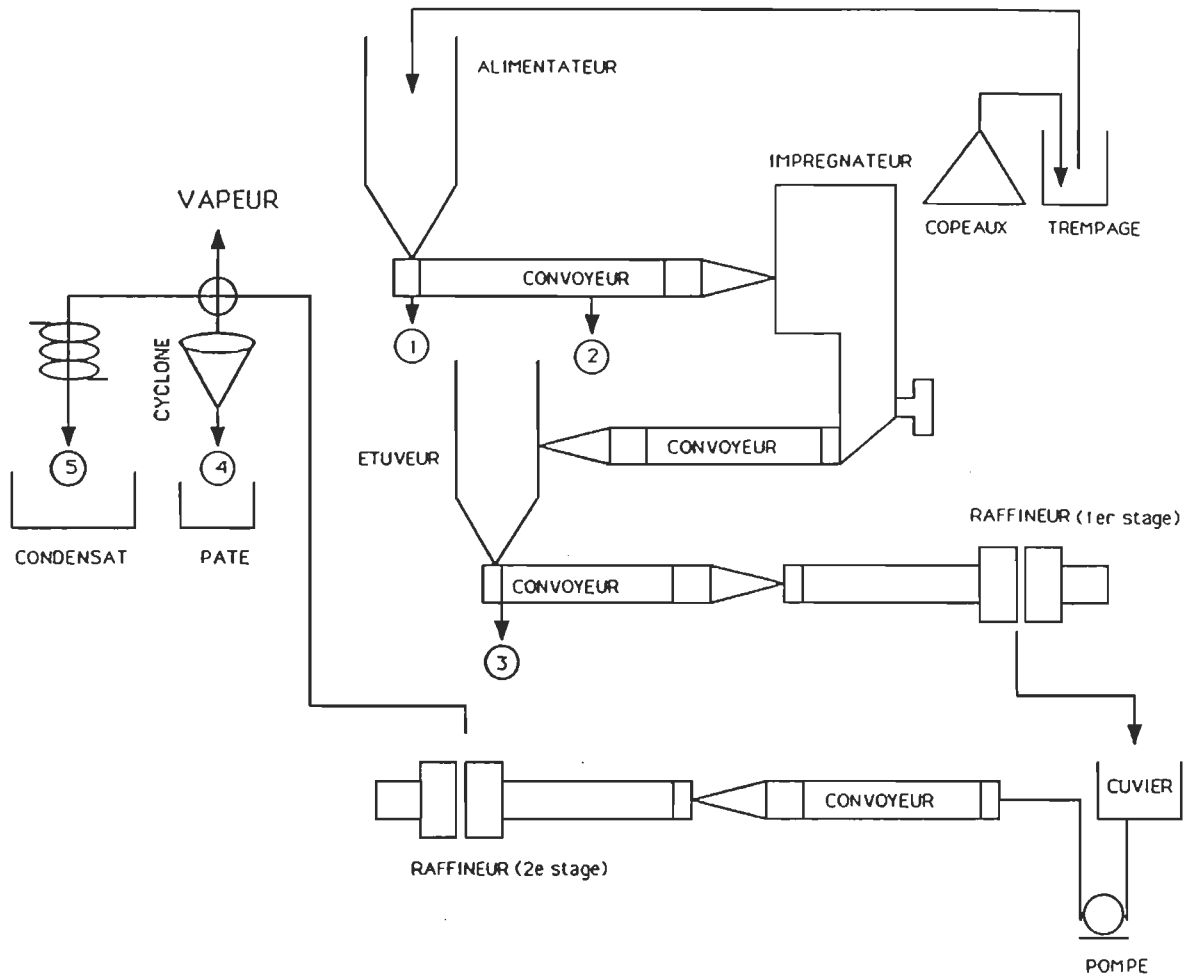 ALIMENTATEUR
IMPREGNATEUR
VAPEUR
COPEAUX
TREMPAGE
CONVOYEUR
1
2
CYCLONE
CONVOYEUR
ETUVEUR
5
4
RAFFINEUR (1er stage)
CONDENSAT
PATE
CONVOYEUR
3
CUVIER
CONVOYEUR
RAFFINEUR (2e stage)
POMPE